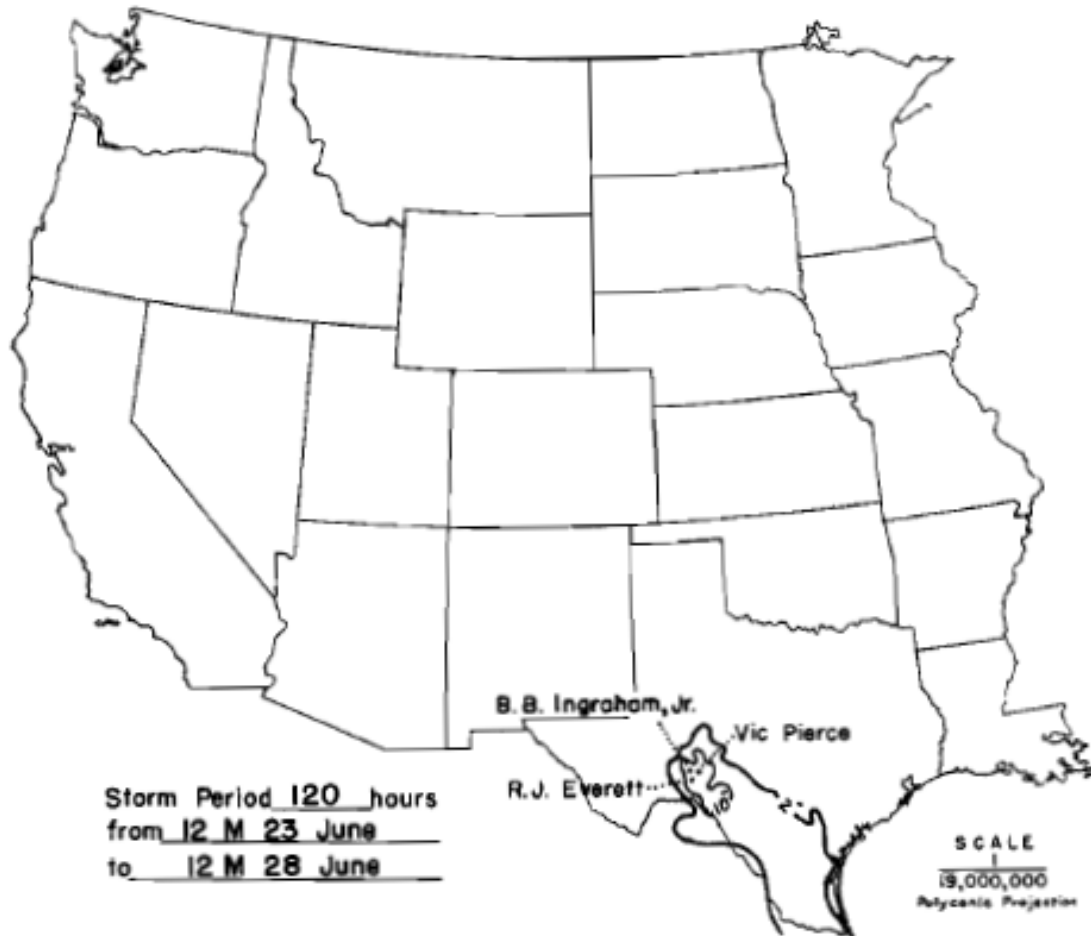 B.B. Ingraham, Jr.
Vic Pierce
R.J. Everett
10
2
Storm Period 120 hours
from 12 M 23 June
to 12 M 28 June
SCALE
1
19,000,000
Polyconic Projection